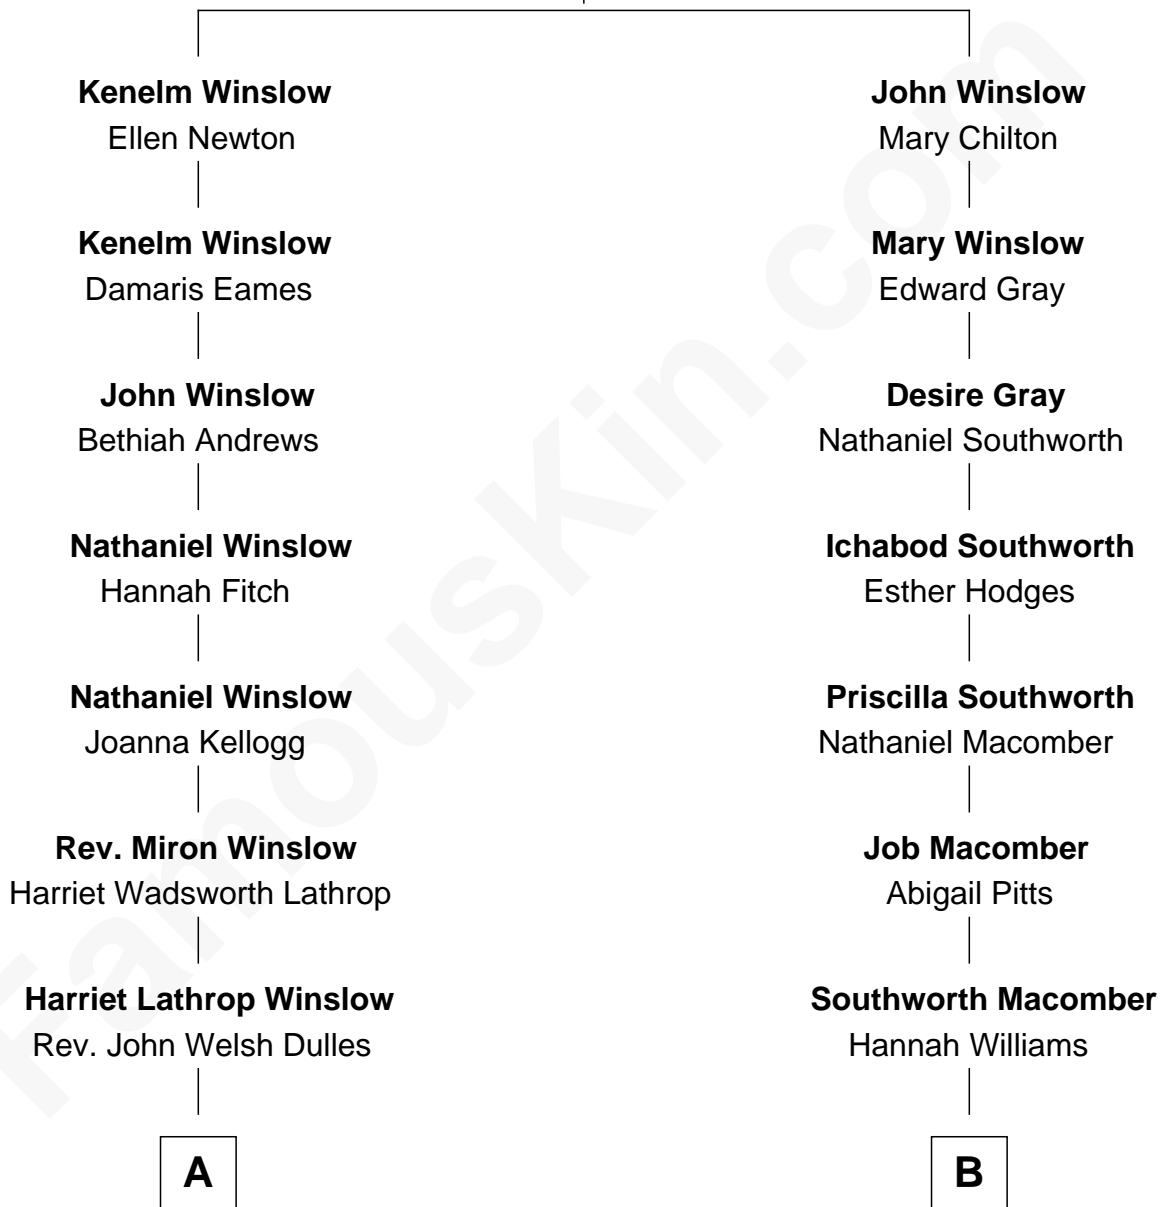 Kenelm Winslow
Ellen Newton
Kenelm Winslow
Damaris Eames
John Winslow
Bethiah Andrews
Nathaniel Winslow
Hannah Fitch
Nathaniel Winslow
Joanna Kellogg
Rev. Miron Winslow
Harriet Wadsworth Lathrop
Harriet Lathrop Winslow
Rev. John Welsh Dulles
A
John Winslow
Mary Chilton
Mary Winslow
Edward Gray
Desire Gray
Nathaniel Southworth
Ichabod Southworth
Esther Hodges
Priscilla Southworth
Nathaniel Macomber
Job Macomber
Abigail Pitts
Southworth Macomber
Hannah Williams
B
FamousKin.com